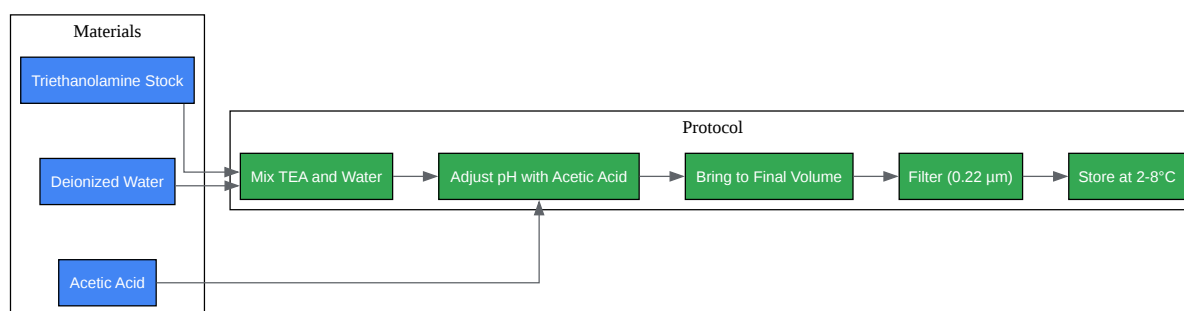 Materials
Triethanolamine Stock
Deionized Water
Acetic Acid
Protocol
Mix TEA and Water
Adjust pH with Acetic Acid
Bring to Final Volume
Filter (0.22 µm)
Store at 2-8°C